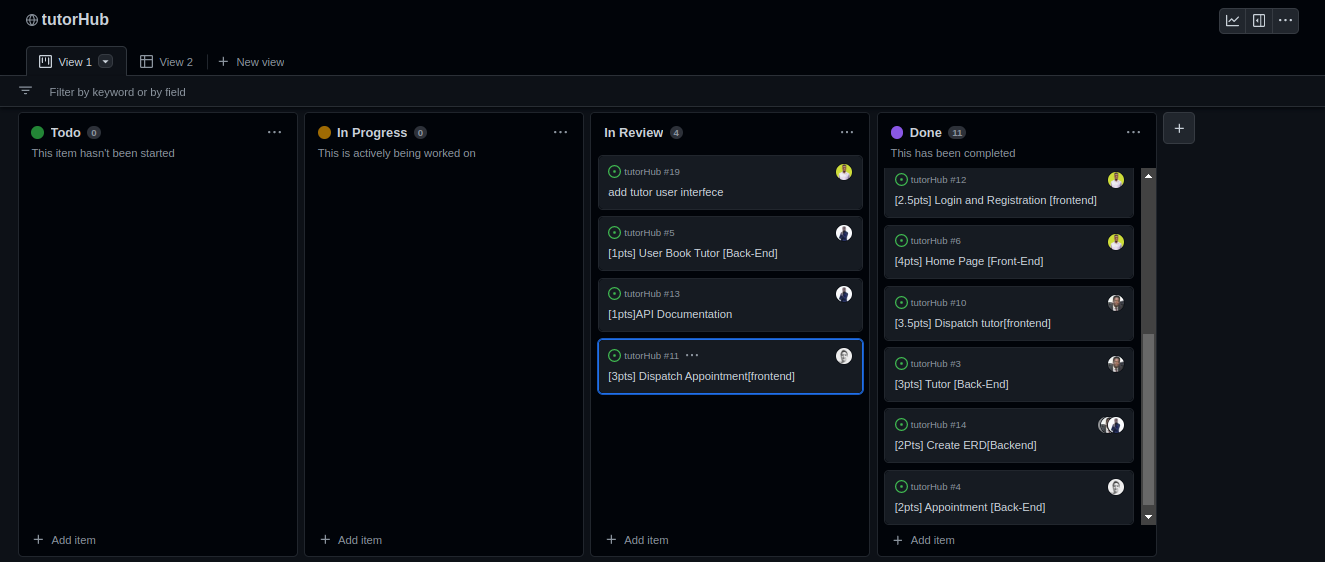 tutorHub
View 1
View 2
New view
Filter by keyword or by field
Todo 0
This item hasn't been started
Add item
In Progress 0
This is actively being worked on
Add item
In Review 4
tutorHub #19
add tutor user interfece
tutorHub #5
[1pts] User Book Tutor [Back-End]
tutorHub #13
[1pts]API Documentation
tutorHub #11
[3pts] Dispatch Appointment[frontend]
Add item
Done 11
This has been completed
tutorHub #12
[2.5pts] Login and Registration [frontend]
tutorHub #6
[4pts] Home Page [Front-End]
tutorHub #10
[3.5pts] Dispatch tutor[frontend]
tutorHub #3
[3pts] Tutor [Back-End]
tutorHub #14
[2Pts] Create ERD[Backend]
tutorHub #4
[2pts] Appointment [Back-End]
Add item